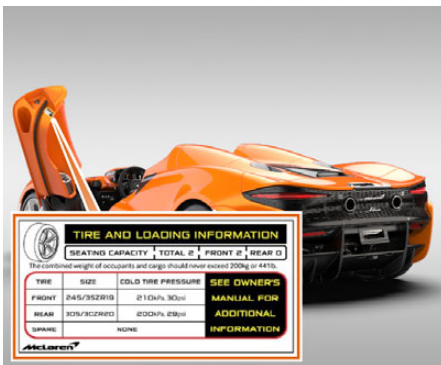 TIRE AND LOADING INFORMATION
SEATING CAPACITY TOTAL 2 FRONT 2 REAR 0
The combined weight of occupants and cargo should never exceed 200kg or 441lb.
TIRE SIZE COLD TIRE PRESSURE SEE OWNER'S
FRONT 245/35ZR19 210kPa, 30psi MANUAL FOR
REAR 305/30ZR20 200kPa, 29psi ADDITIONAL
SPARE NONE INFORMATION
McLaren